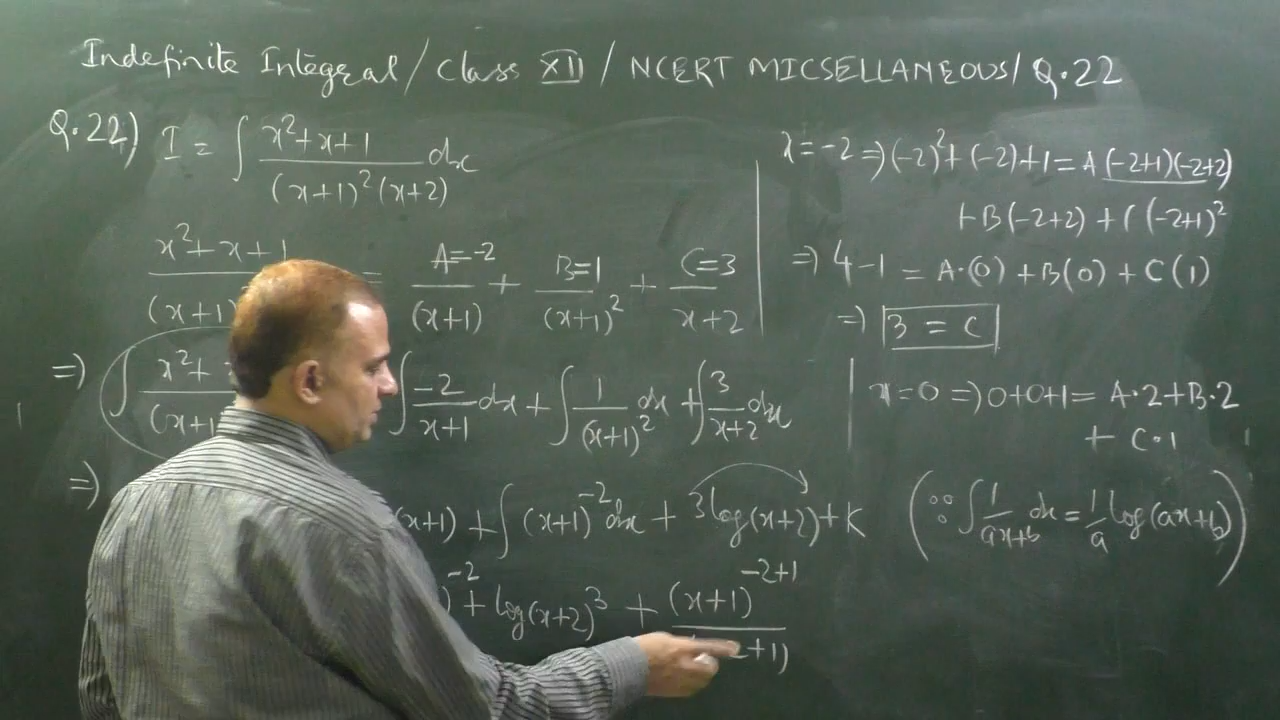 Indefinite Integral / Class XII / NCERT MICSELLANEOUS / Q.22
Q.22) I = ∫ (x²+x+1)/((x+1)²(x+2)) dx
x²+x+1/(x+1) = A=-2/(x+1) + B=1/(x+1)² + C=3/x+2
=> ∫ x²+ /(x+1) ∫ -2/x+1 dx + ∫ 1/(x+1)² dx + ∫ 3/x+2 dx
=> (x+1) + ∫ (x+1)⁻² dx + 3log(x+2) + K
)⁻² + log(x+2)³ + (x+1)⁻²⁺¹/ +1)
x=-2 => (-2)²+(-2)+1 = A(-2+1)(-2+2)
+B(-2+2) + C(-2+1)²
=> 4-1 = A·(0) + B(0) + C(1)
=> 3 = C
x=0 => 0+0+1 = A·2+B·2
+ C·1
(∵ ∫ 1/ax+b dx = 1/a log(ax+b))